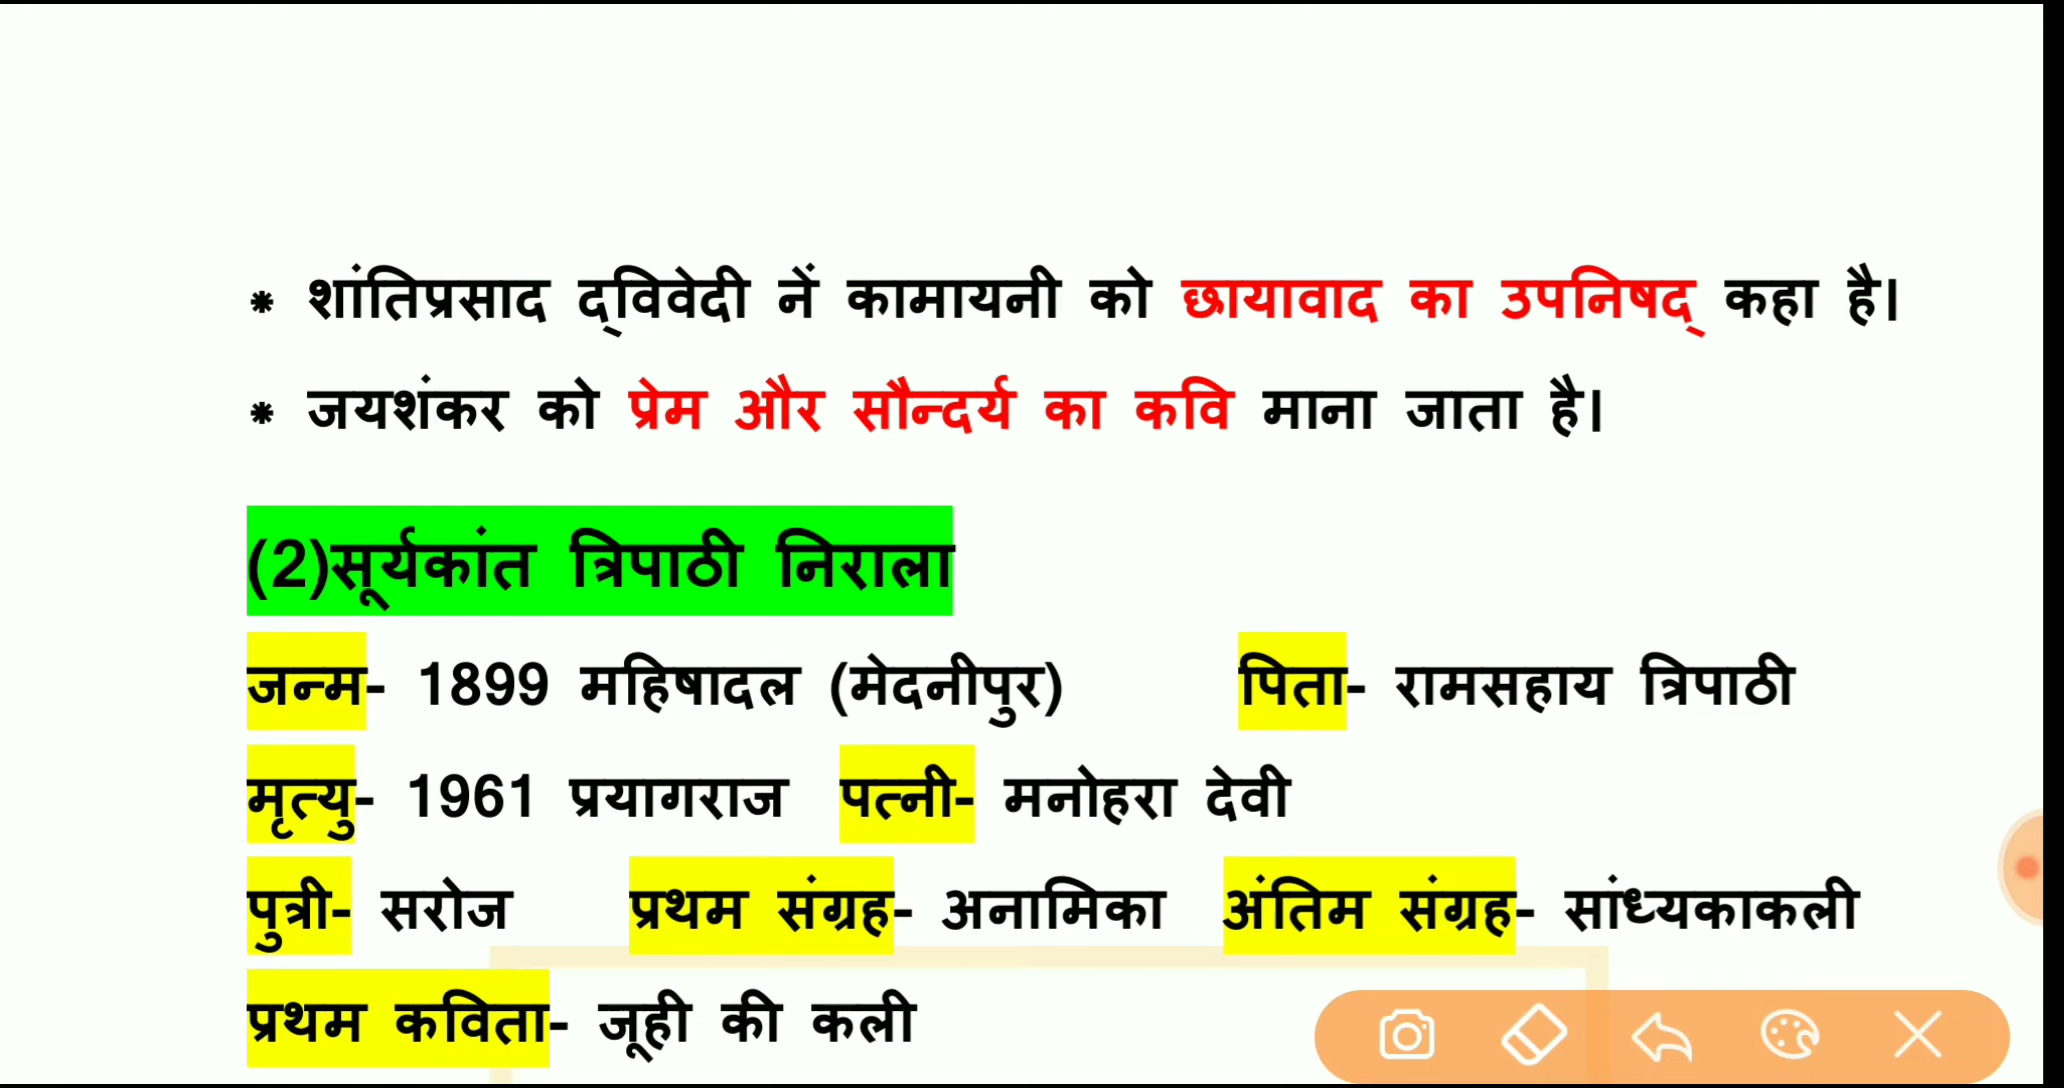 * शांतिप्रसाद द्‌विवेदी नें कामायनी को छायावाद का उपनिषद् कहा है।
* जयशंकर को प्रेम और सौन्दर्य का कवि माना जाता है।
(2)सूर्यकांत त्रिपाठी निराला
जन्म- 1899 महिषादल (मेदनीपुर) पिता- रामसहाय त्रिपाठी
मृत्यु- 1961 प्रयागराज पत्नी- मनोहरा देवी
पुत्री- सरोज प्रथम संग्रह- अनामिका अंतिम संग्रह- सांध्यकाकली
प्रथम कविता- जूही की कली